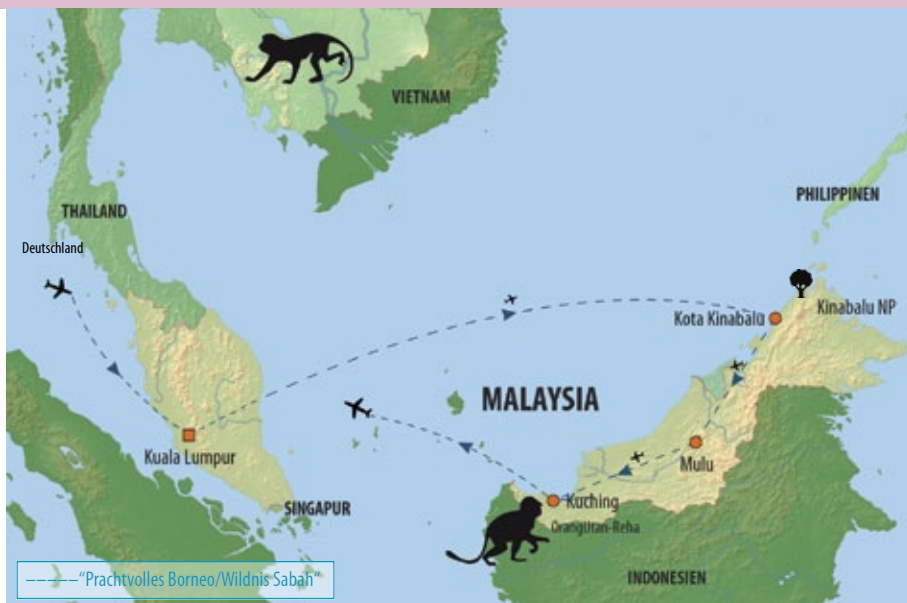 VIETNAM
PHILIPPINEN
THAILAND
Deutschland
Kinabalu NP
Kota Kinabalu
MALAYSIA
Kuala Lumpur
Mulu
Kuching
SINGAPUR
OrangUtan-Reha
INDONESIEN
-----“Prachtvolles Borneo/Wildnis Sabah“